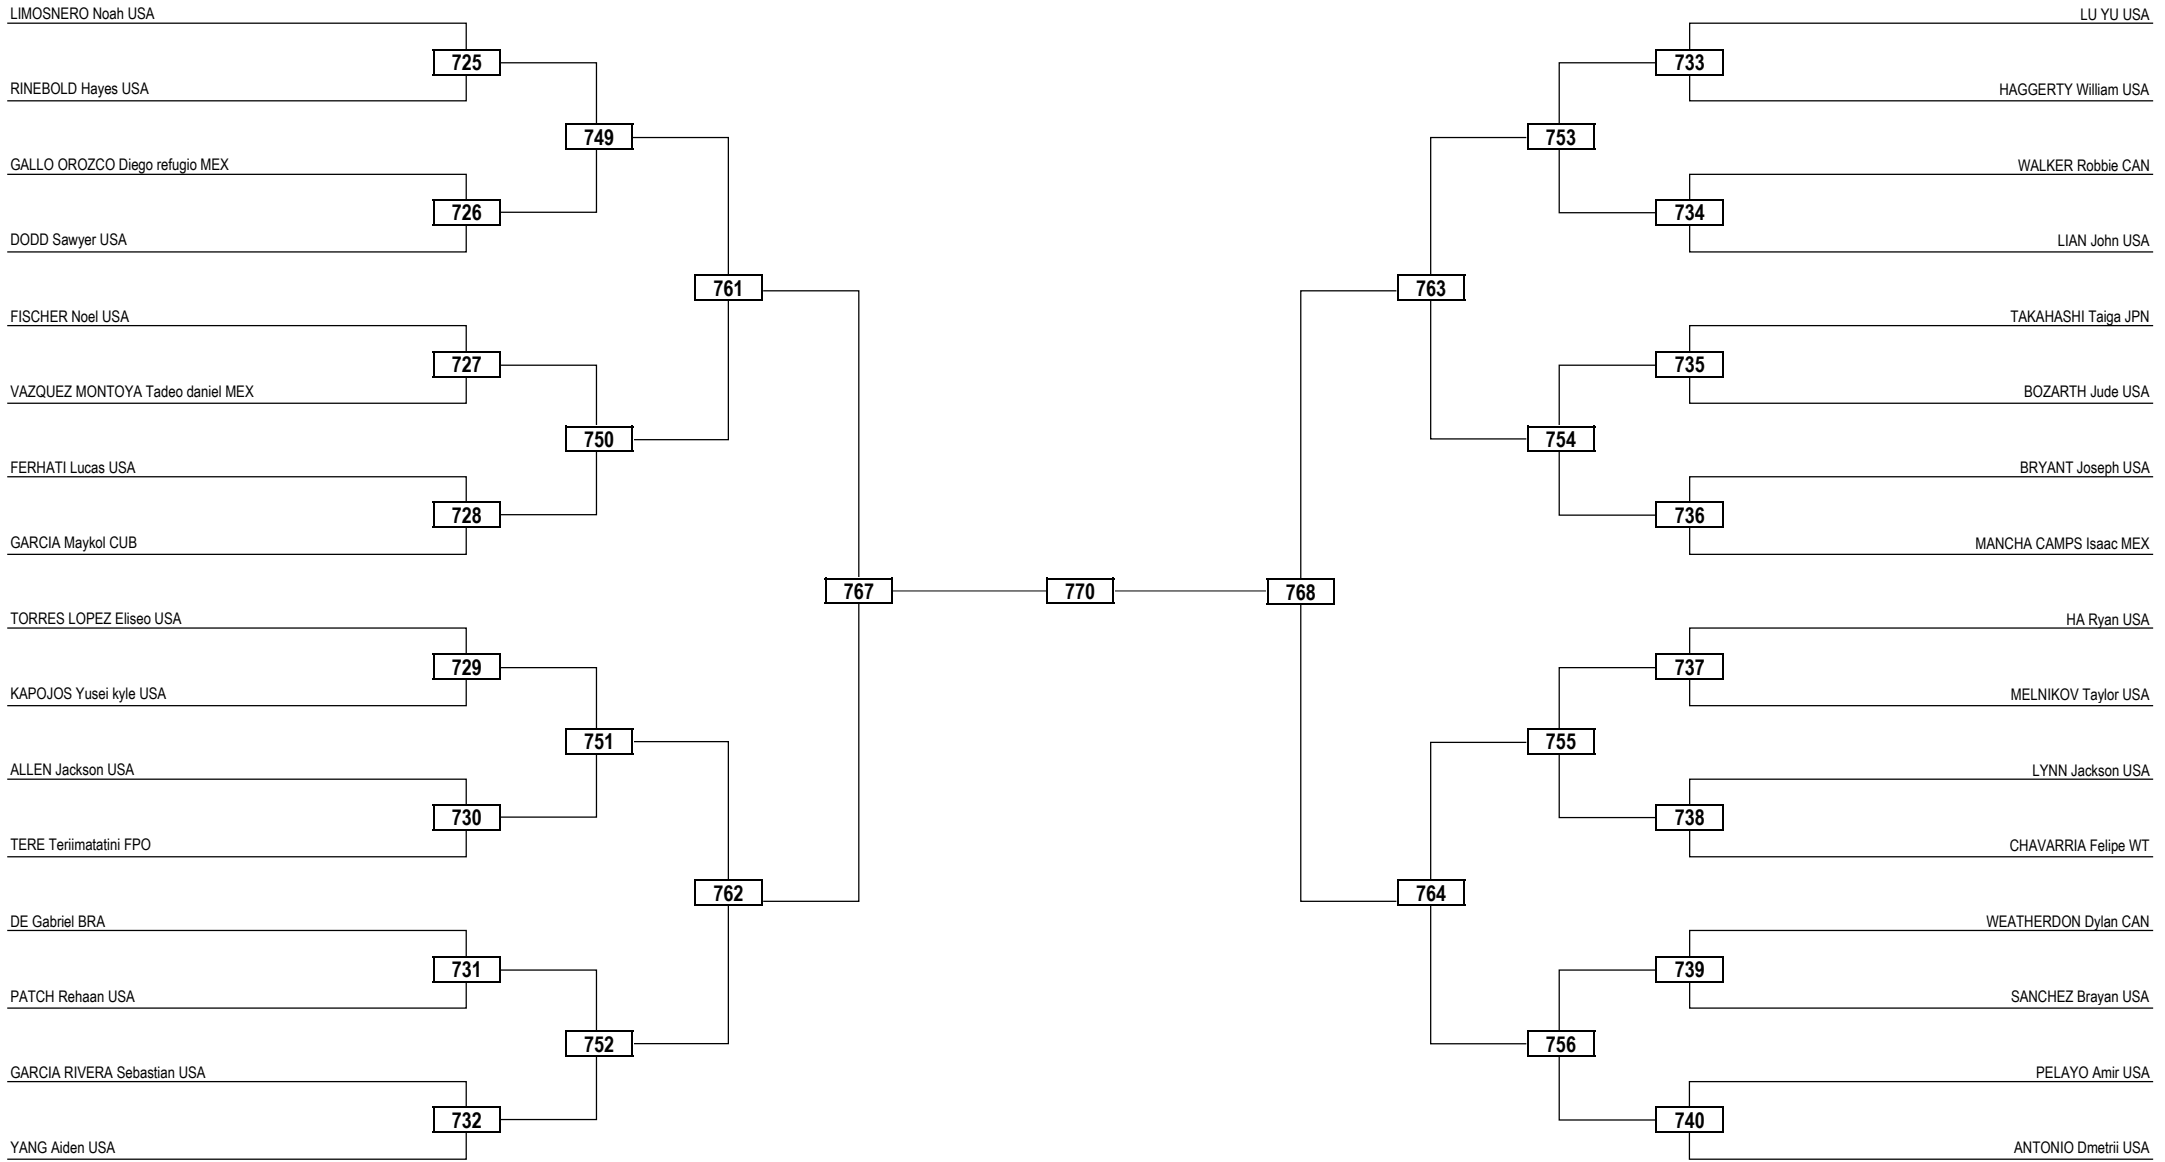 LIMOSNERO Noah USA
725
RINEBOLD Hayes USA
749
GALLO OROZCO Diego refugio MEX
726
DODD Sawyer USA
761
FISCHER Noel USA
727
VAZQUEZ MONTOYA Tadeo daniel MEX
750
FERHATI Lucas USA
728
GARCIA Maykol CUB
767
TORRES LOPEZ Eliseo USA
729
KAPOJOS Yusei kyle USA
751
ALLEN Jackson USA
730
TERE Teriimatatini FPO
762
DE Gabriel BRA
731
PATCH Rehaan USA
752
GARCIA RIVERA Sebastian USA
732
YANG Aiden USA
770
LU YU USA
733
HAGGERTY William USA
753
WALKER Robbie CAN
734
LIAN John USA
763
TAKAHASHI Taiga JPN
735
BOZARTH Jude USA
754
BRYANT Joseph USA
736
MANCHA CAMPS Isaac MEX
768
HA Ryan USA
737
MELNIKOV Taylor USA
755
LYNN Jackson USA
738
CHAVARRIA Felipe WT
764
WEATHERDON Dylan CAN
739
SANCHEZ Brayan USA
756
PELAYO Amir USA
740
ANTONIO Dmetrii USA